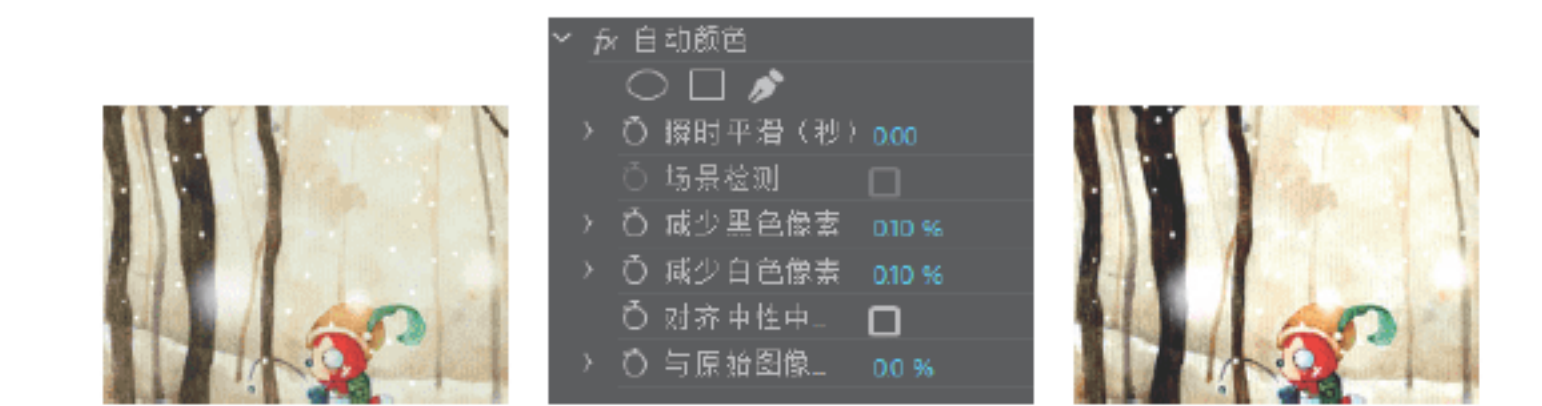 fx 自动颜色
瞬时平滑（秒） 0.00
场景检测
减少黑色像素 0.10 %
减少白色像素 0.10 %
对齐中性中...
与原始图像... 0.0 %